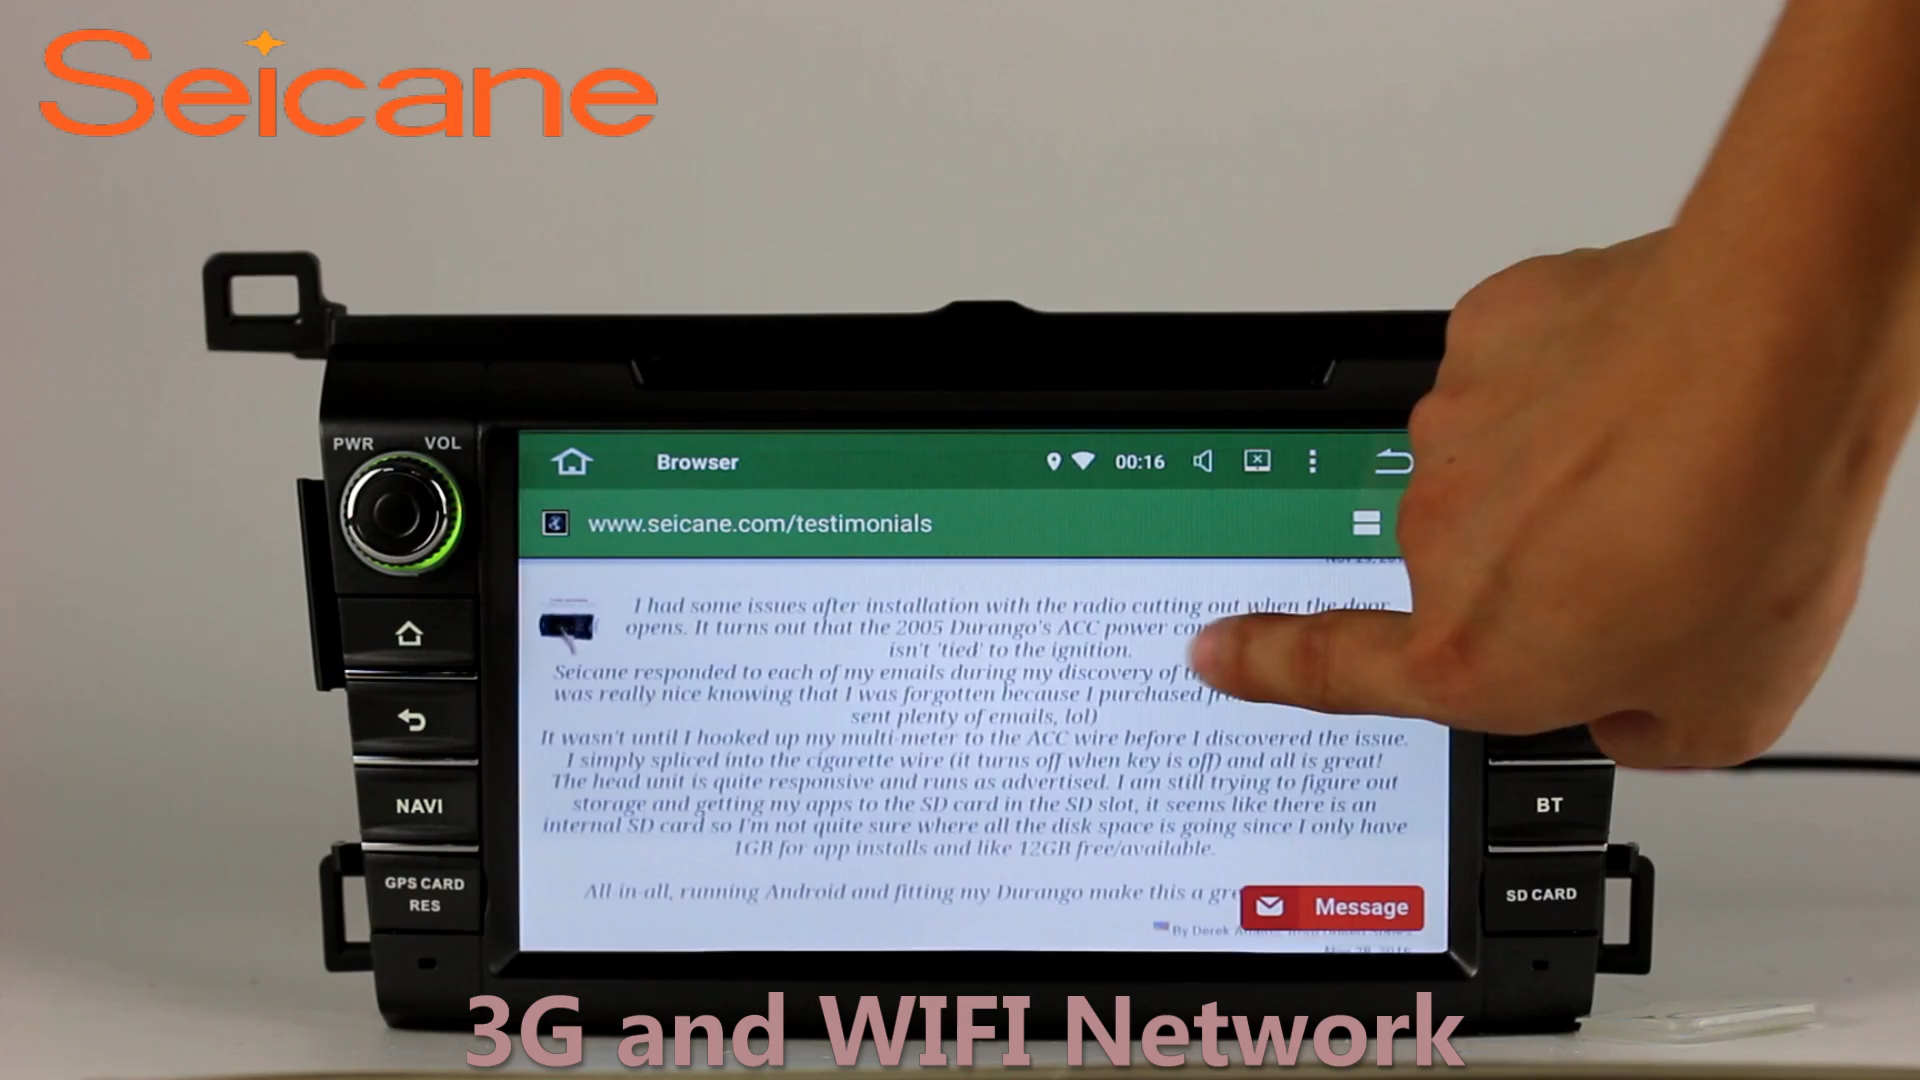 Seicane
PWR VOL
Browser 00:16
www.seicane.com/testimonials
I had some issues after installation with the radio cutting out when the door
opens. It turns out that the 2005 Durango's ACC power
isn't 'tied' to the ignition.
Seicane responded to each of my emails during my discovery of
was really nice knowing that I was forgotten because I purchased
sent plenty of emails, lol)
It wasn't until I hooked up my multi-meter to the ACC wire before I discovered the issue.
I simply spliced into the cigarette wire (it turns off when key is off) and all is great!
The head unit is quite responsive and runs as advertised. I am still trying to figure out
storage and getting my apps to the SD card in the SD slot, it seems like there is an
internal SD card so I'm not quite sure where all the disk space is going since I only have
1GB for app installs and like 12GB free/available.
All-in-all, running Android and fitting my Durango make this a
Message
By Derek
NAVI
GPS CARD
RES
BT
SD CARD
3G and WIFI Network